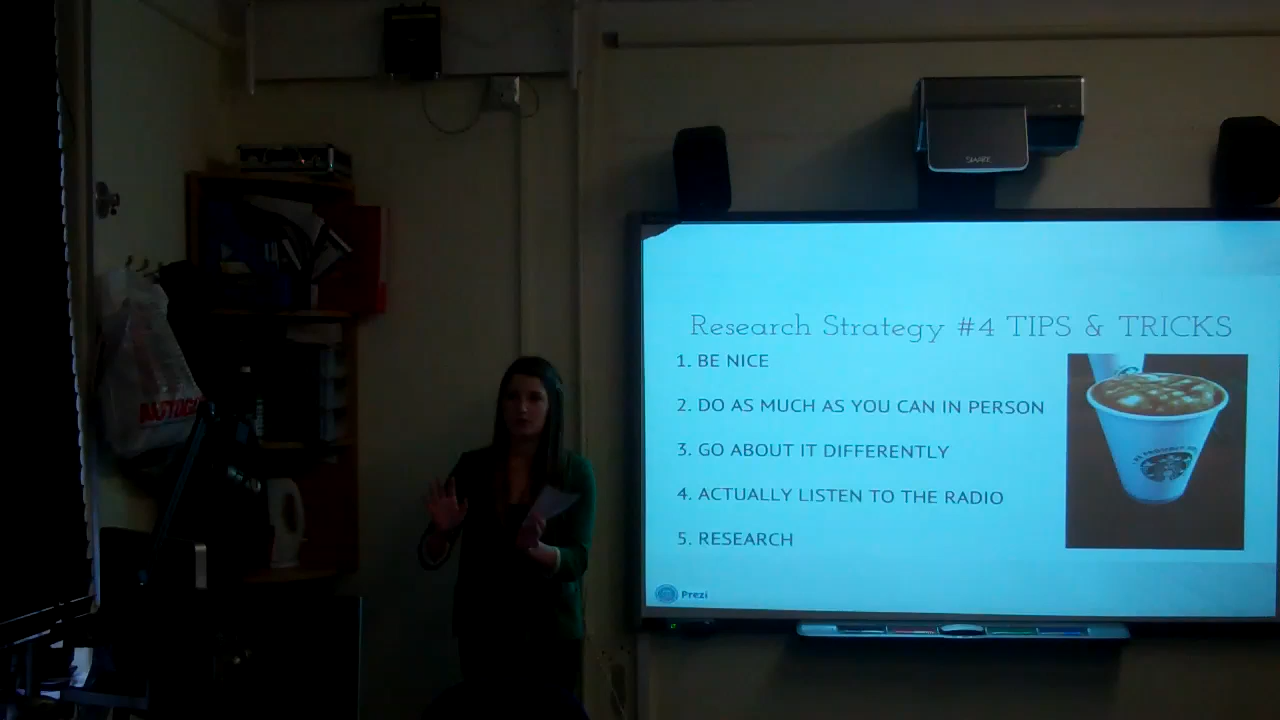 SMART
Research Strategy #4 TIPS & TRICKS
1. BE NICE
2. DO AS MUCH AS YOU CAN IN PERSON
3. GO ABOUT IT DIFFERENTLY
4. ACTUALLY LISTEN TO THE RADIO
5. RESEARCH
Prezi